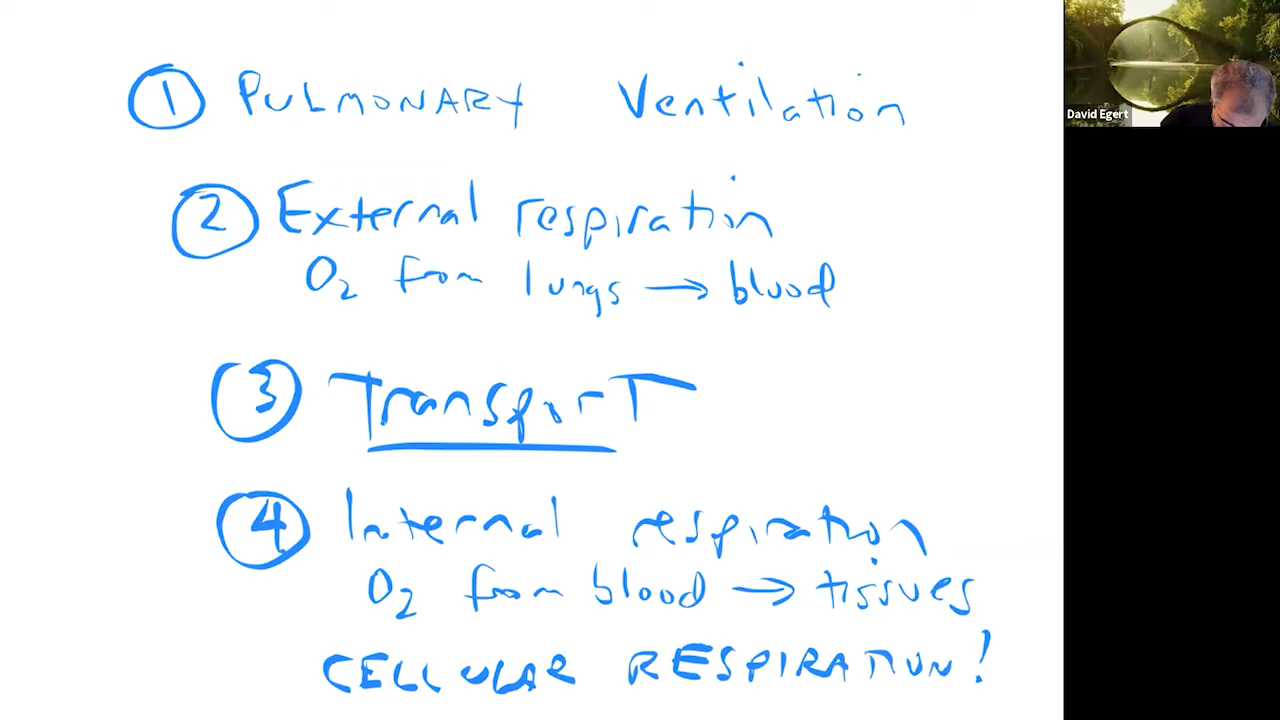 1 PULMONARY Ventilation
2 External respiration
O2 from lungs → blood
3 TransporT
4 Internal respiration
O2 from blood → tissues
CELLULAR RESPIRATION!
David Egert